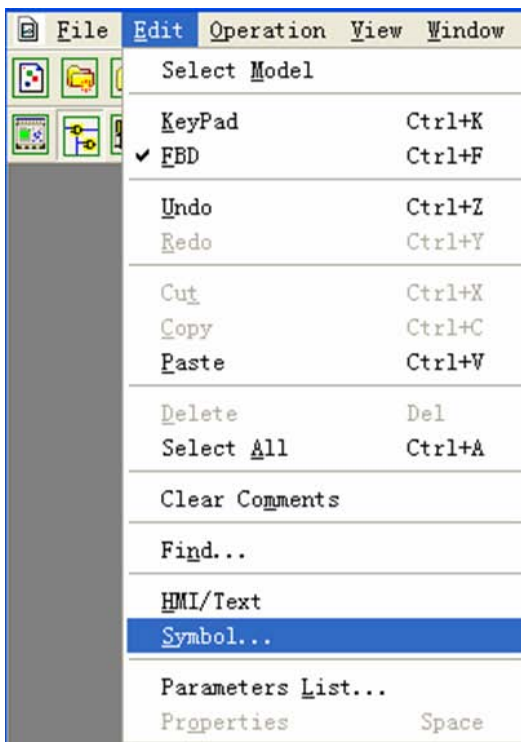 File Edit Operation View Window
Select Model
KeyPad Ctrl+K
FBD Ctrl+F
Undo Ctrl+Z
Redo Ctrl+Y
Cut Ctrl+X
Copy Ctrl+C
Paste Ctrl+V
Delete Del
Select All Ctrl+A
Clear Comments
Find...
HMI/Text
Symbol...
Parameters List...
Properties Space